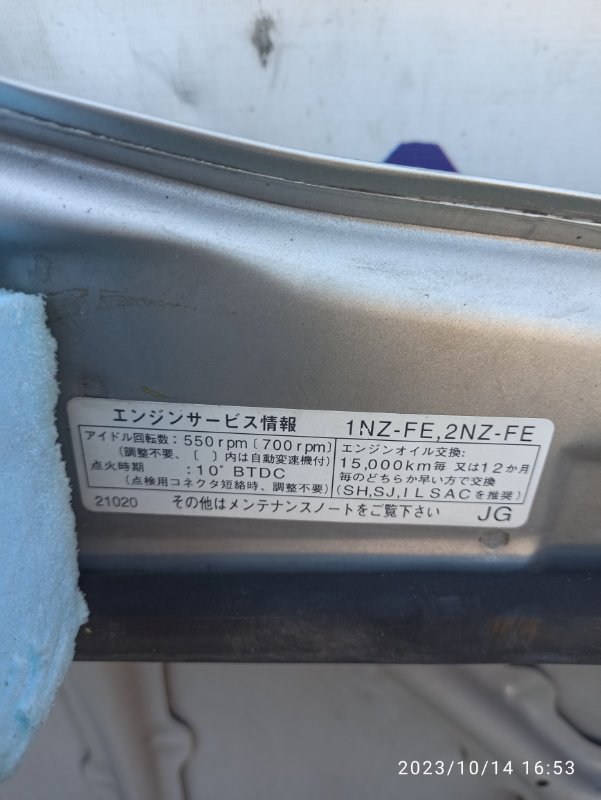 エンジンサービス情報 1NZ-FE,2NZ-FE
アイドル回転数：550rpm〔700rpm〕
(調整不要、〔 〕内は自動変速機付)
点火時期 ：10°BTDC
(点検用コネクタ短絡時、調整不要)
エンジンオイル交換:
15,000km毎 又は12か月
毎のどちらか早い方で交換
(SH,SJ,ILSACを推奨)
21020 その他はメンテナンスノートをご覧下さい JG
2023/10/14 16:53